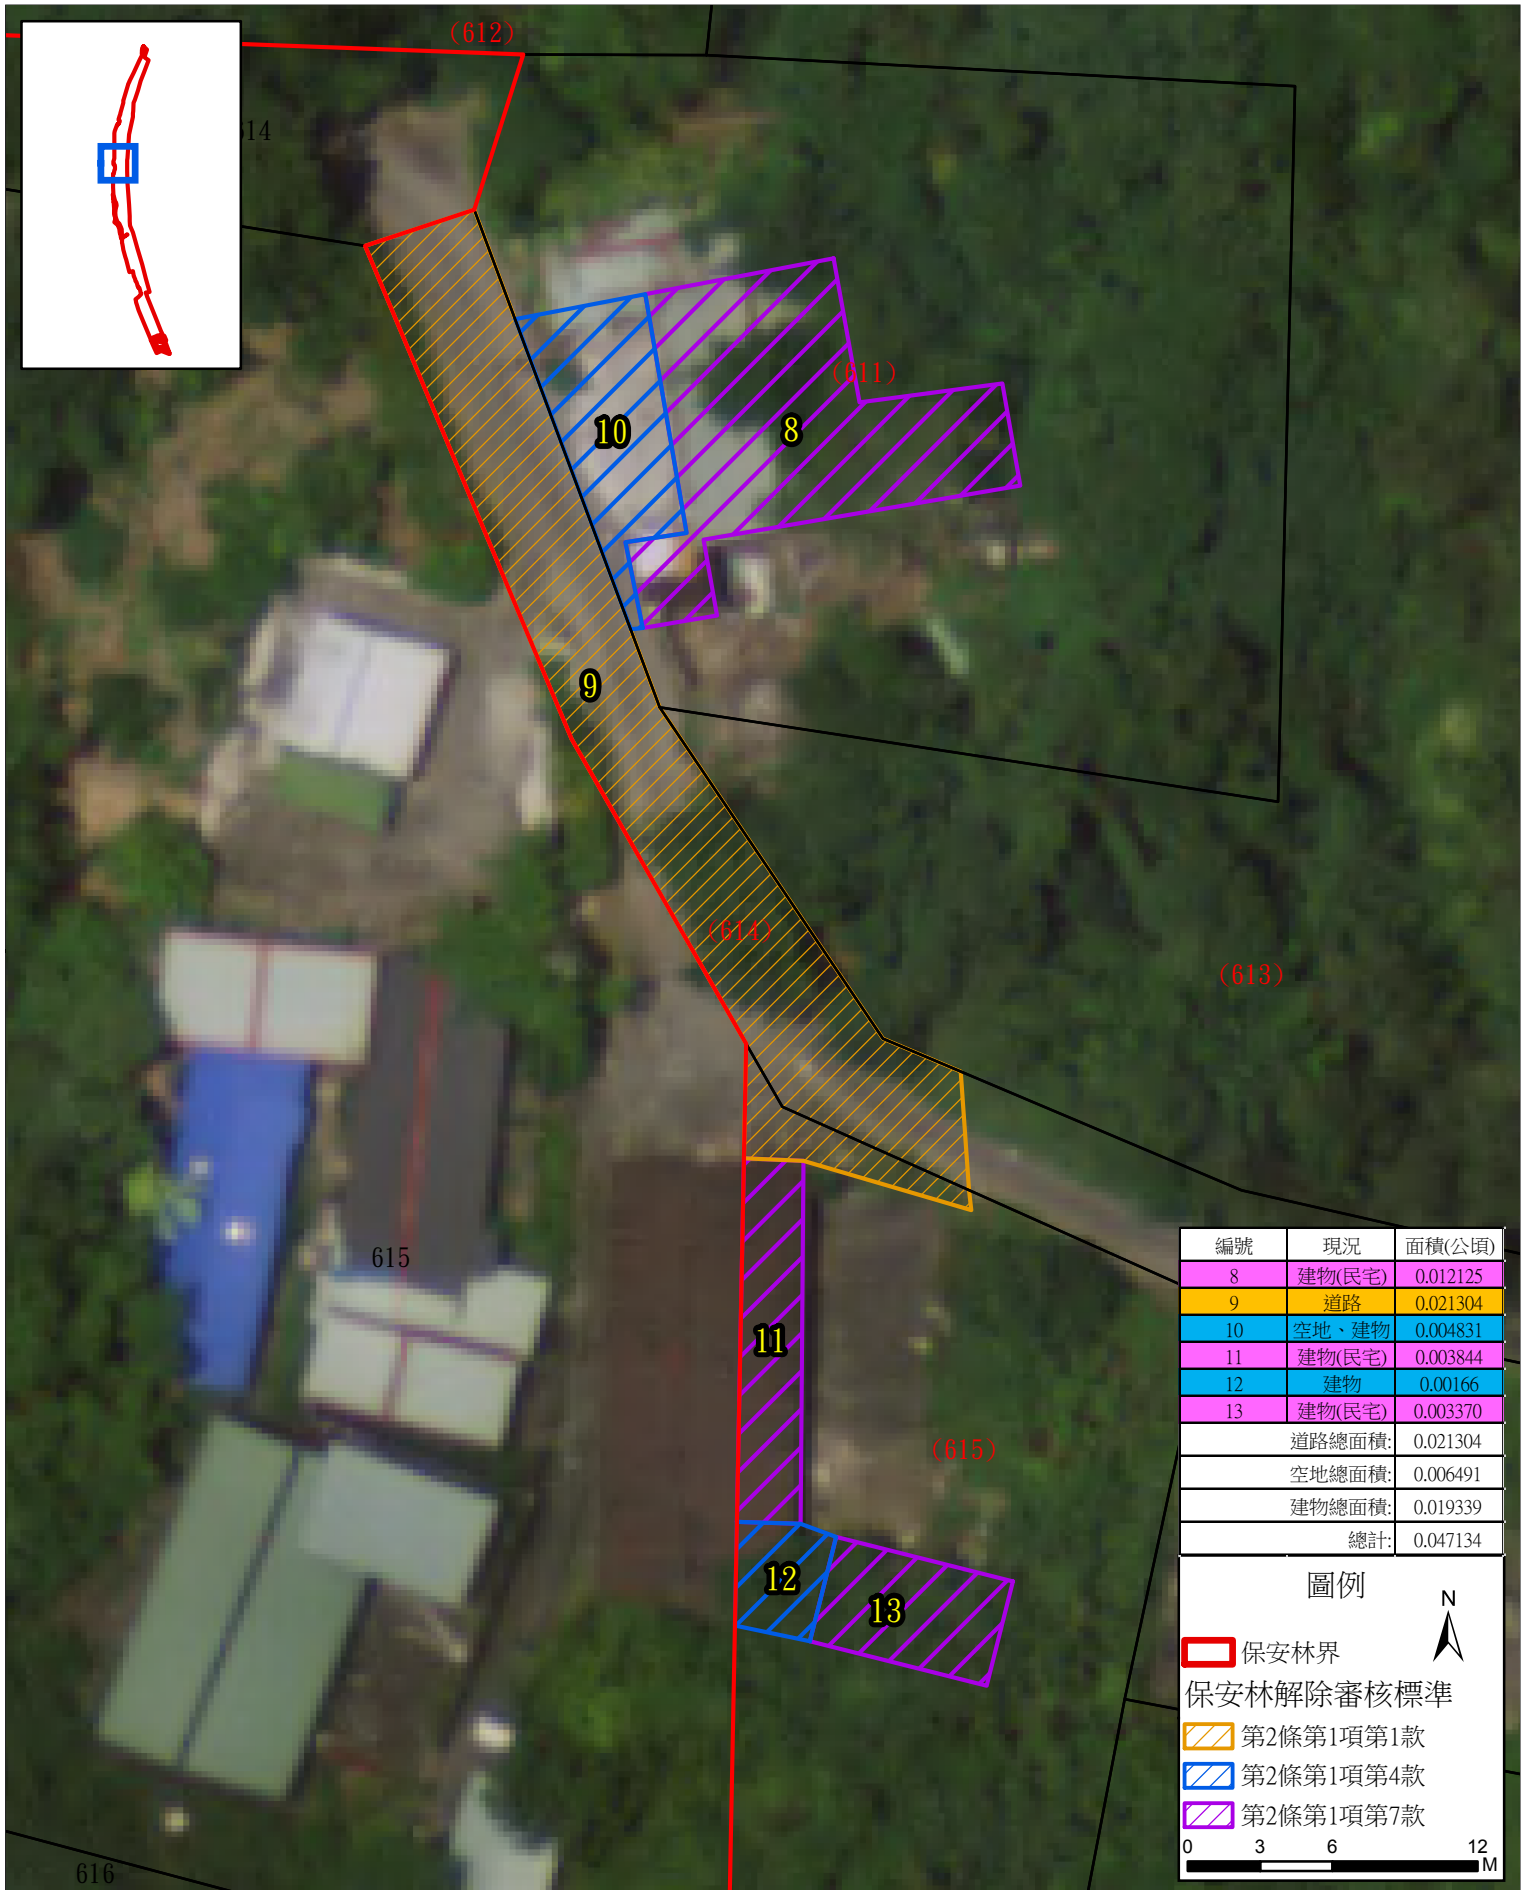 (612)
14
(611)
10
8
9
(614)
(613)
615
11
(615)
12
13
616
編號 現況 面積(公頃)
8 建物(民宅) 0.012125
9 道路 0.021304
10 空地、建物 0.004831
11 建物(民宅) 0.003844
12 建物 0.00166
13 建物(民宅) 0.003370
道路總面積: 0.021304
空地總面積: 0.006491
建物總面積: 0.019339
總計: 0.047134
圖例
N
保安林界
保安林解除審核標準
第2條第1項第1款
第2條第1項第4款
第2條第1項第7款
0 3 6 12
M